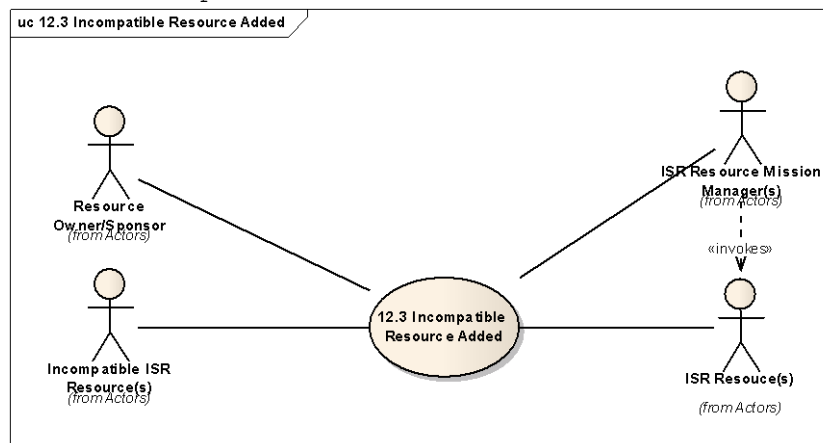 uc 12.3 Incompatible Resource Added
Resource
Owner/Sponsor
(from Actors)
ISR Resource Mission
Manager(s)
(from Actors)
«invokes»
12.3 Incompatible
Resource Added
Incompatible ISR
Resource(s)
(from Actors)
ISR Resouce(s)
(from Actors)